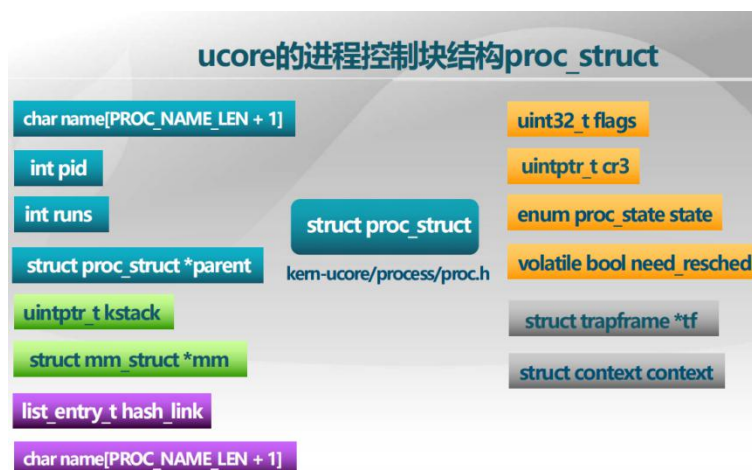 ucore的进程控制块结构proc_struct
char name[PROC_NAME_LEN + 1]
int pid
int runs
struct proc_struct *parent
uintptr_t kstack
struct mm_struct *mm
list_entry_t hash_link
char name[PROC_NAME_LEN + 1]
struct proc_struct
kern-ucore/process/proc.h
uint32_t flags
uintptr_t cr3
enum proc_state state
volatile bool need_resched
struct trapframe *tf
struct context context